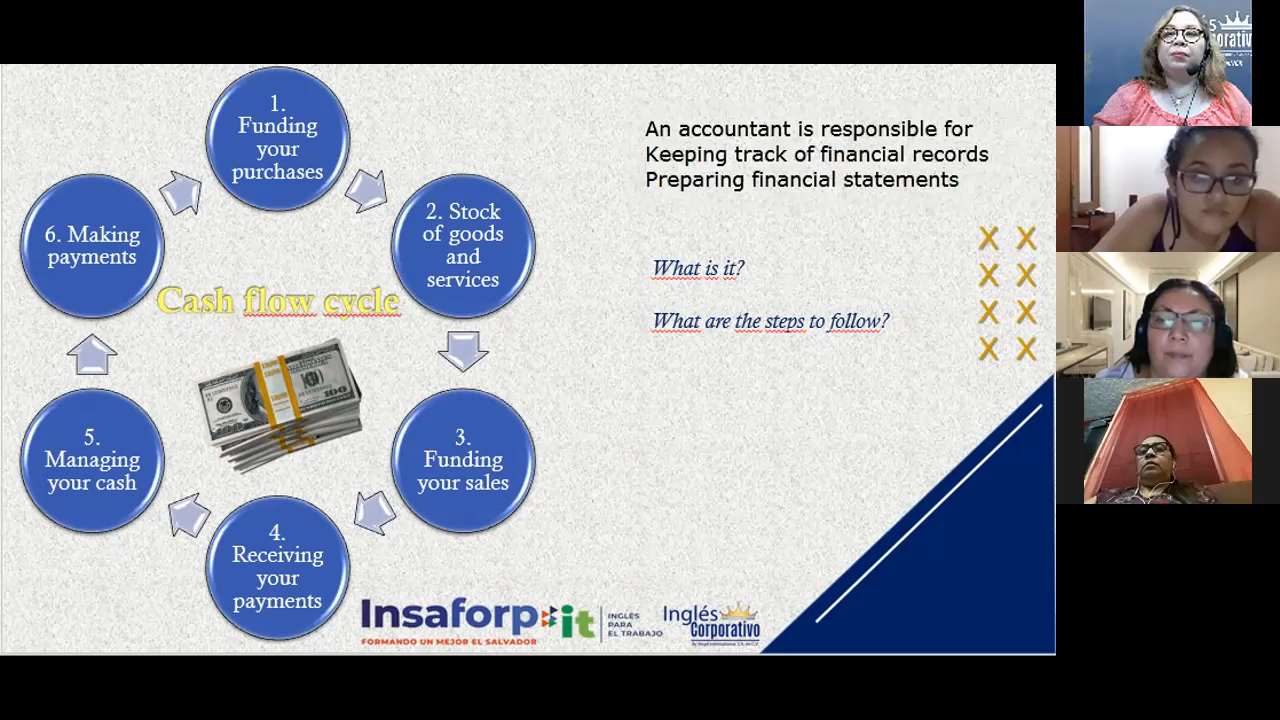 1.
Funding
your
purchases
2. Stock
of goods
and
services
3.
Funding
your sales
4.
Receiving
your
payments
5.
Managing
your cash
6. Making
payments
Cash flow cycle
An accountant is responsible for
Keeping track of financial records
Preparing financial statements
What is it?
What are the steps to follow?
X X
X X
X X
X X
100
Insaforp it
FORMANDO UN MEJOR EL SALVADOR
INGLÉS
PARA
EL TRABAJO
Inglés
Corporativo